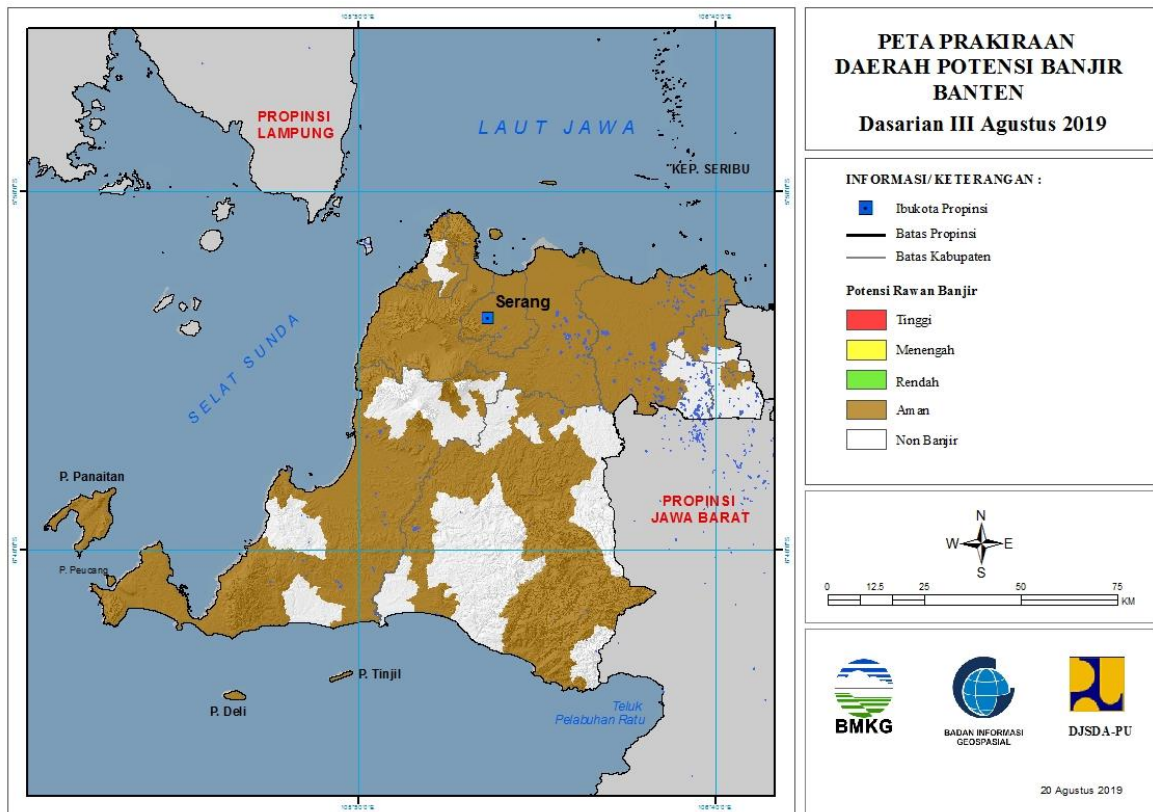 PETA PRAKIRAAN
DAERAH POTENSI BANJIR
BANTEN
Dasarian III Agustus 2019
INFORMASI/ KETERANGAN :
Ibukota Propinsi
Batas Propinsi
Batas Kabupaten
Potensi Rawan Banjir
Tinggi
Menengah
Rendah
Aman
Non Banjir
N
W
E
S
0
12.5
25
50
75
KM
BMKG
BADAN INFORMASI
GEOSPASIAL
DJSDA-PU
20 Agustus 2019
PROPINSI
LAMPUNG
LAUT JAWA
KEP. SERIBU
Serang
SELAT SUNDA
P. Panaitan
P. Peucang
PROPINSI
JAWA BARAT
P. Tinjil
P. Deli
Teluk
Pelabuhan Ratu